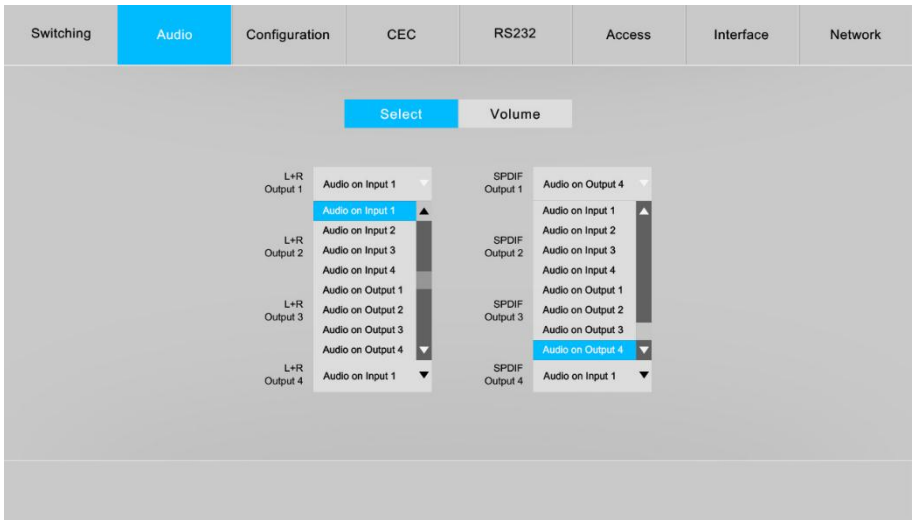 Switching Audio Configuration CEC RS232 Access Interface Network
Select Volume
L+R
Output 1
Audio on Input 1
Audio on Input 1
Audio on Input 2
L+R
Output 2
Audio on Input 3
Audio on Input 4
Audio on Output 1
L+R
Output 3
Audio on Output 2
Audio on Output 3
Audio on Output 4
L+R
Output 4
Audio on Input 1
SPDIF
Output 1
Audio on Output 4
Audio on Input 1
Audio on Input 2
SPDIF
Output 2
Audio on Input 3
Audio on Input 4
Audio on Output 1
SPDIF
Output 3
Audio on Output 2
Audio on Output 3
Audio on Output 4
SPDIF
Output 4
Audio on Input 1